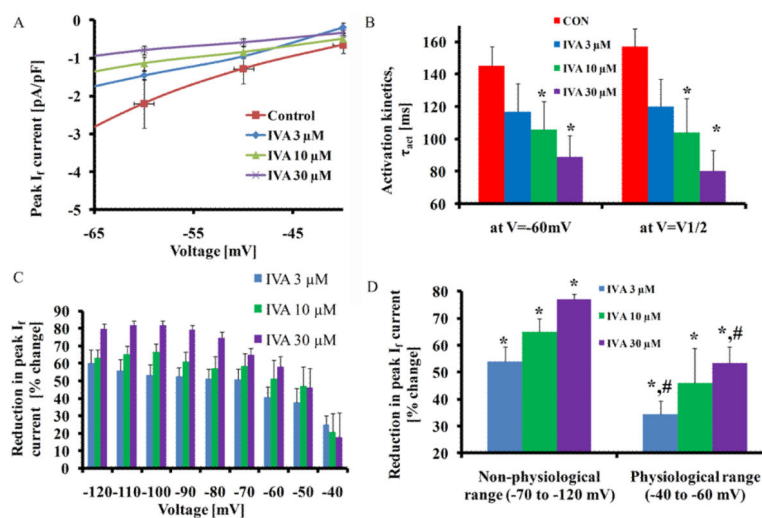 A
0
-1
-2
-3
-4
-5
-65
-55
-45
Peak If current [pA/pF]
Voltage [mV]
Control
IVA 3 µM
IVA 10 µM
IVA 30 µM
B
160
140
120
100
80
60
Activation kinetics,
τact [ms]
CON
IVA 3 µM
IVA 10 µM
IVA 30 µM
*
*
*
*
at V=-60mV
at V=V1/2
C
IVA 3 µM
IVA 10 µM
IVA 30 µM
90
80
70
60
50
40
30
20
10
0
Reduction in peak If
current [% change]
-120 -110 -100 -90 -80 -70 -60 -50 -40
Voltage [mV]
D
IVA 3 µM
IVA 10 µM
IVA 30 µM
80
70
60
50
40
30
20
Reduction in peak If current
[% change]
*
*
*
*,#
*
*,#
Non-physiological
range (-70 to -120 mV)
Physiological range
(-40 to -60 mV)